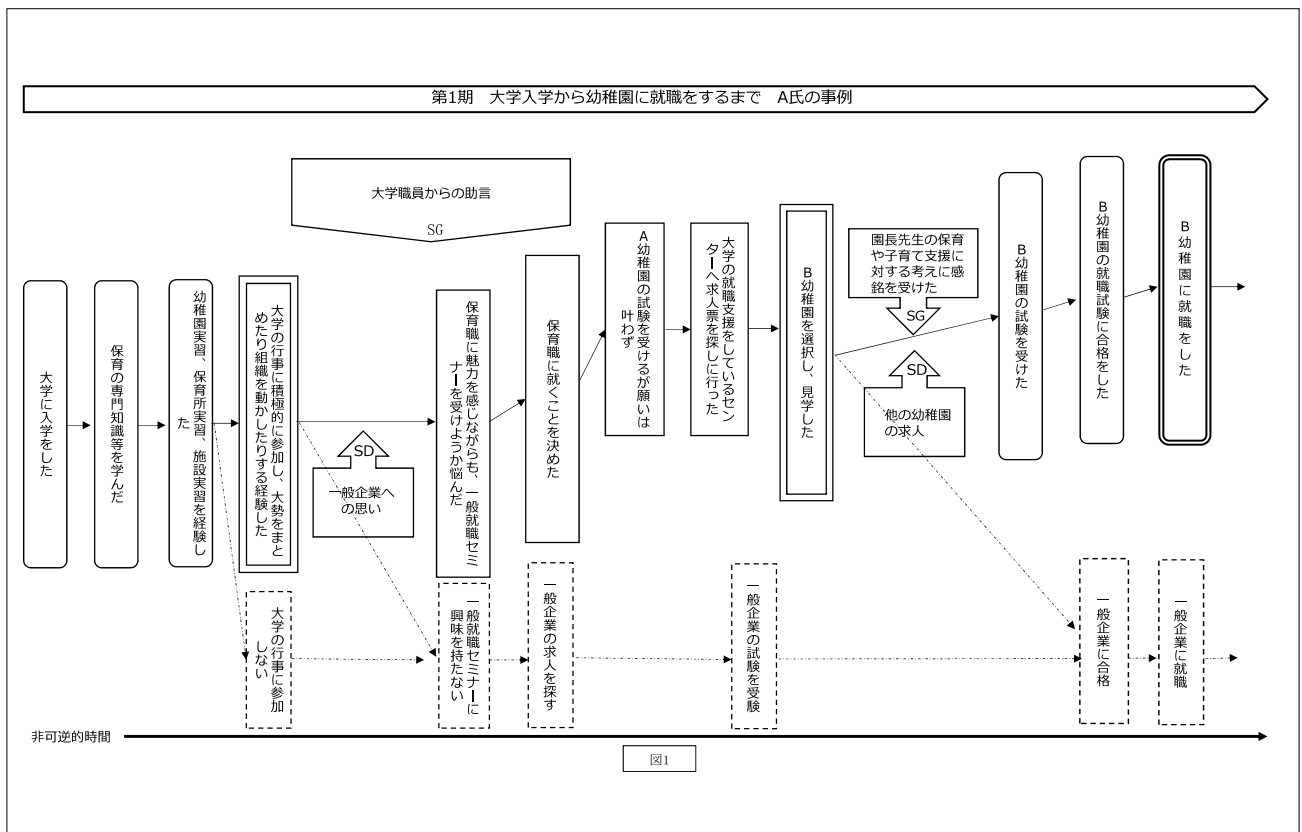 第1期　大学入学から幼稚園に就職をするまで　A氏の事例
大学職員からの助言
SG
大学に入学をした
保育の専門知識等を学んだ
幼稚園実習、保育所実習、施設実習を経験し
た
大学の行事に積極的に参加し、大勢をまと
めたり組織を動かしたりする経験した
SD
一般企業へ
の思い
保育職に魅力を感じながらも、一般就職セミ
ナーを受けようか悩んだ
保育職に就くことを決めた
A幼稚園の試験を受けるが願いは
叶わず
大学の就職支援をしているセン
ターへ求人票を探しに行った
B幼稚園を選択し、見学した
園長先生の保育
や子育て支援に
対する考えに感
銘を受けた
SG
SD
他の幼稚園
の求人
B幼稚園の試験を受けた
B幼稚園の就職試験に合格をした
B幼稚園に就職をした
大学の行事に参加
しない
一般就職セミナーに
興味を持たない
一般企業の求人を探す
一般企業の試験を受験
一般企業に合格
一般企業に就職
非可逆的時間
図1